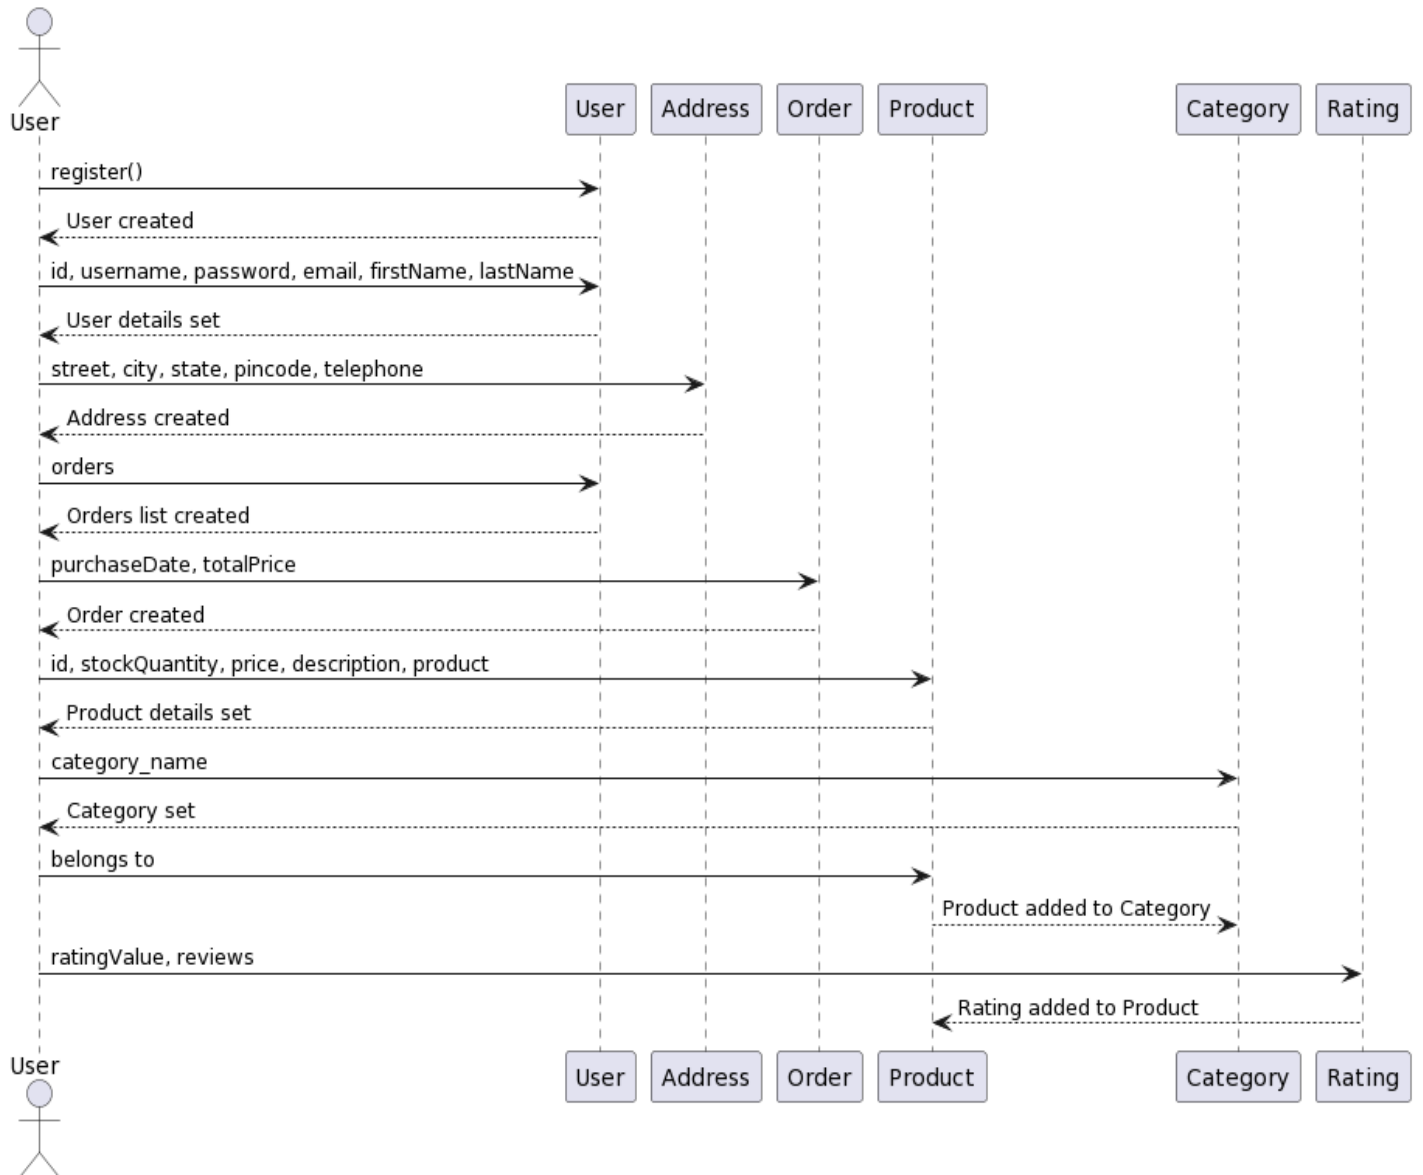 User
User Address Order Product Category Rating
register()
User created
id, username, password, email, firstName, lastName
User details set
street, city, state, pincode, telephone
Address created
orders
Orders list created
purchaseDate, totalPrice
Order created
id, stockQuantity, price, description, product
Product details set
category_name
Category set
belongs to
Product added to Category
ratingValue, reviews
Rating added to Product
User
User Address Order Product Category Rating